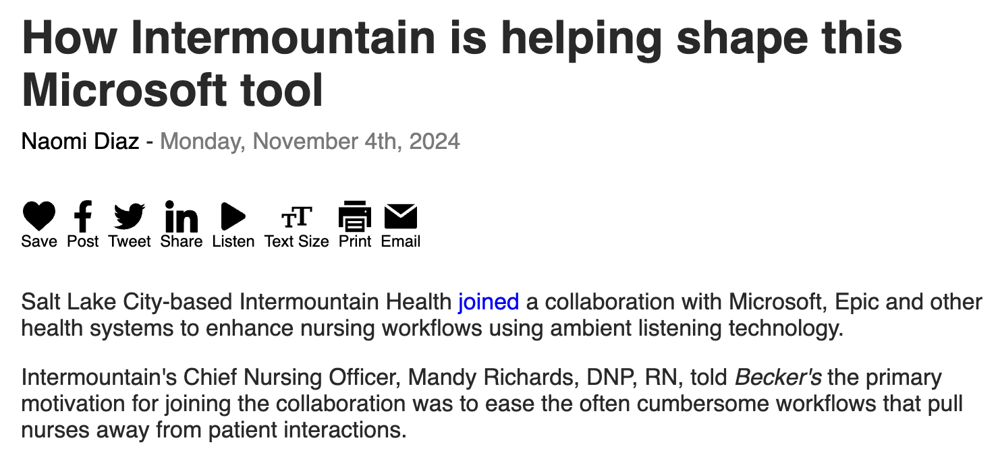 How Intermountain is helping shape this
Microsoft tool
Naomi Diaz - Monday, November 4th, 2024
Save Post Tweet Share Listen Text Size Print Email
Salt Lake City-based Intermountain Health joined a collaboration with Microsoft, Epic and other
health systems to enhance nursing workflows using ambient listening technology.
Intermountain's Chief Nursing Officer, Mandy Richards, DNP, RN, told Becker's the primary
motivation for joining the collaboration was to ease the often cumbersome workflows that pull
nurses away from patient interactions.